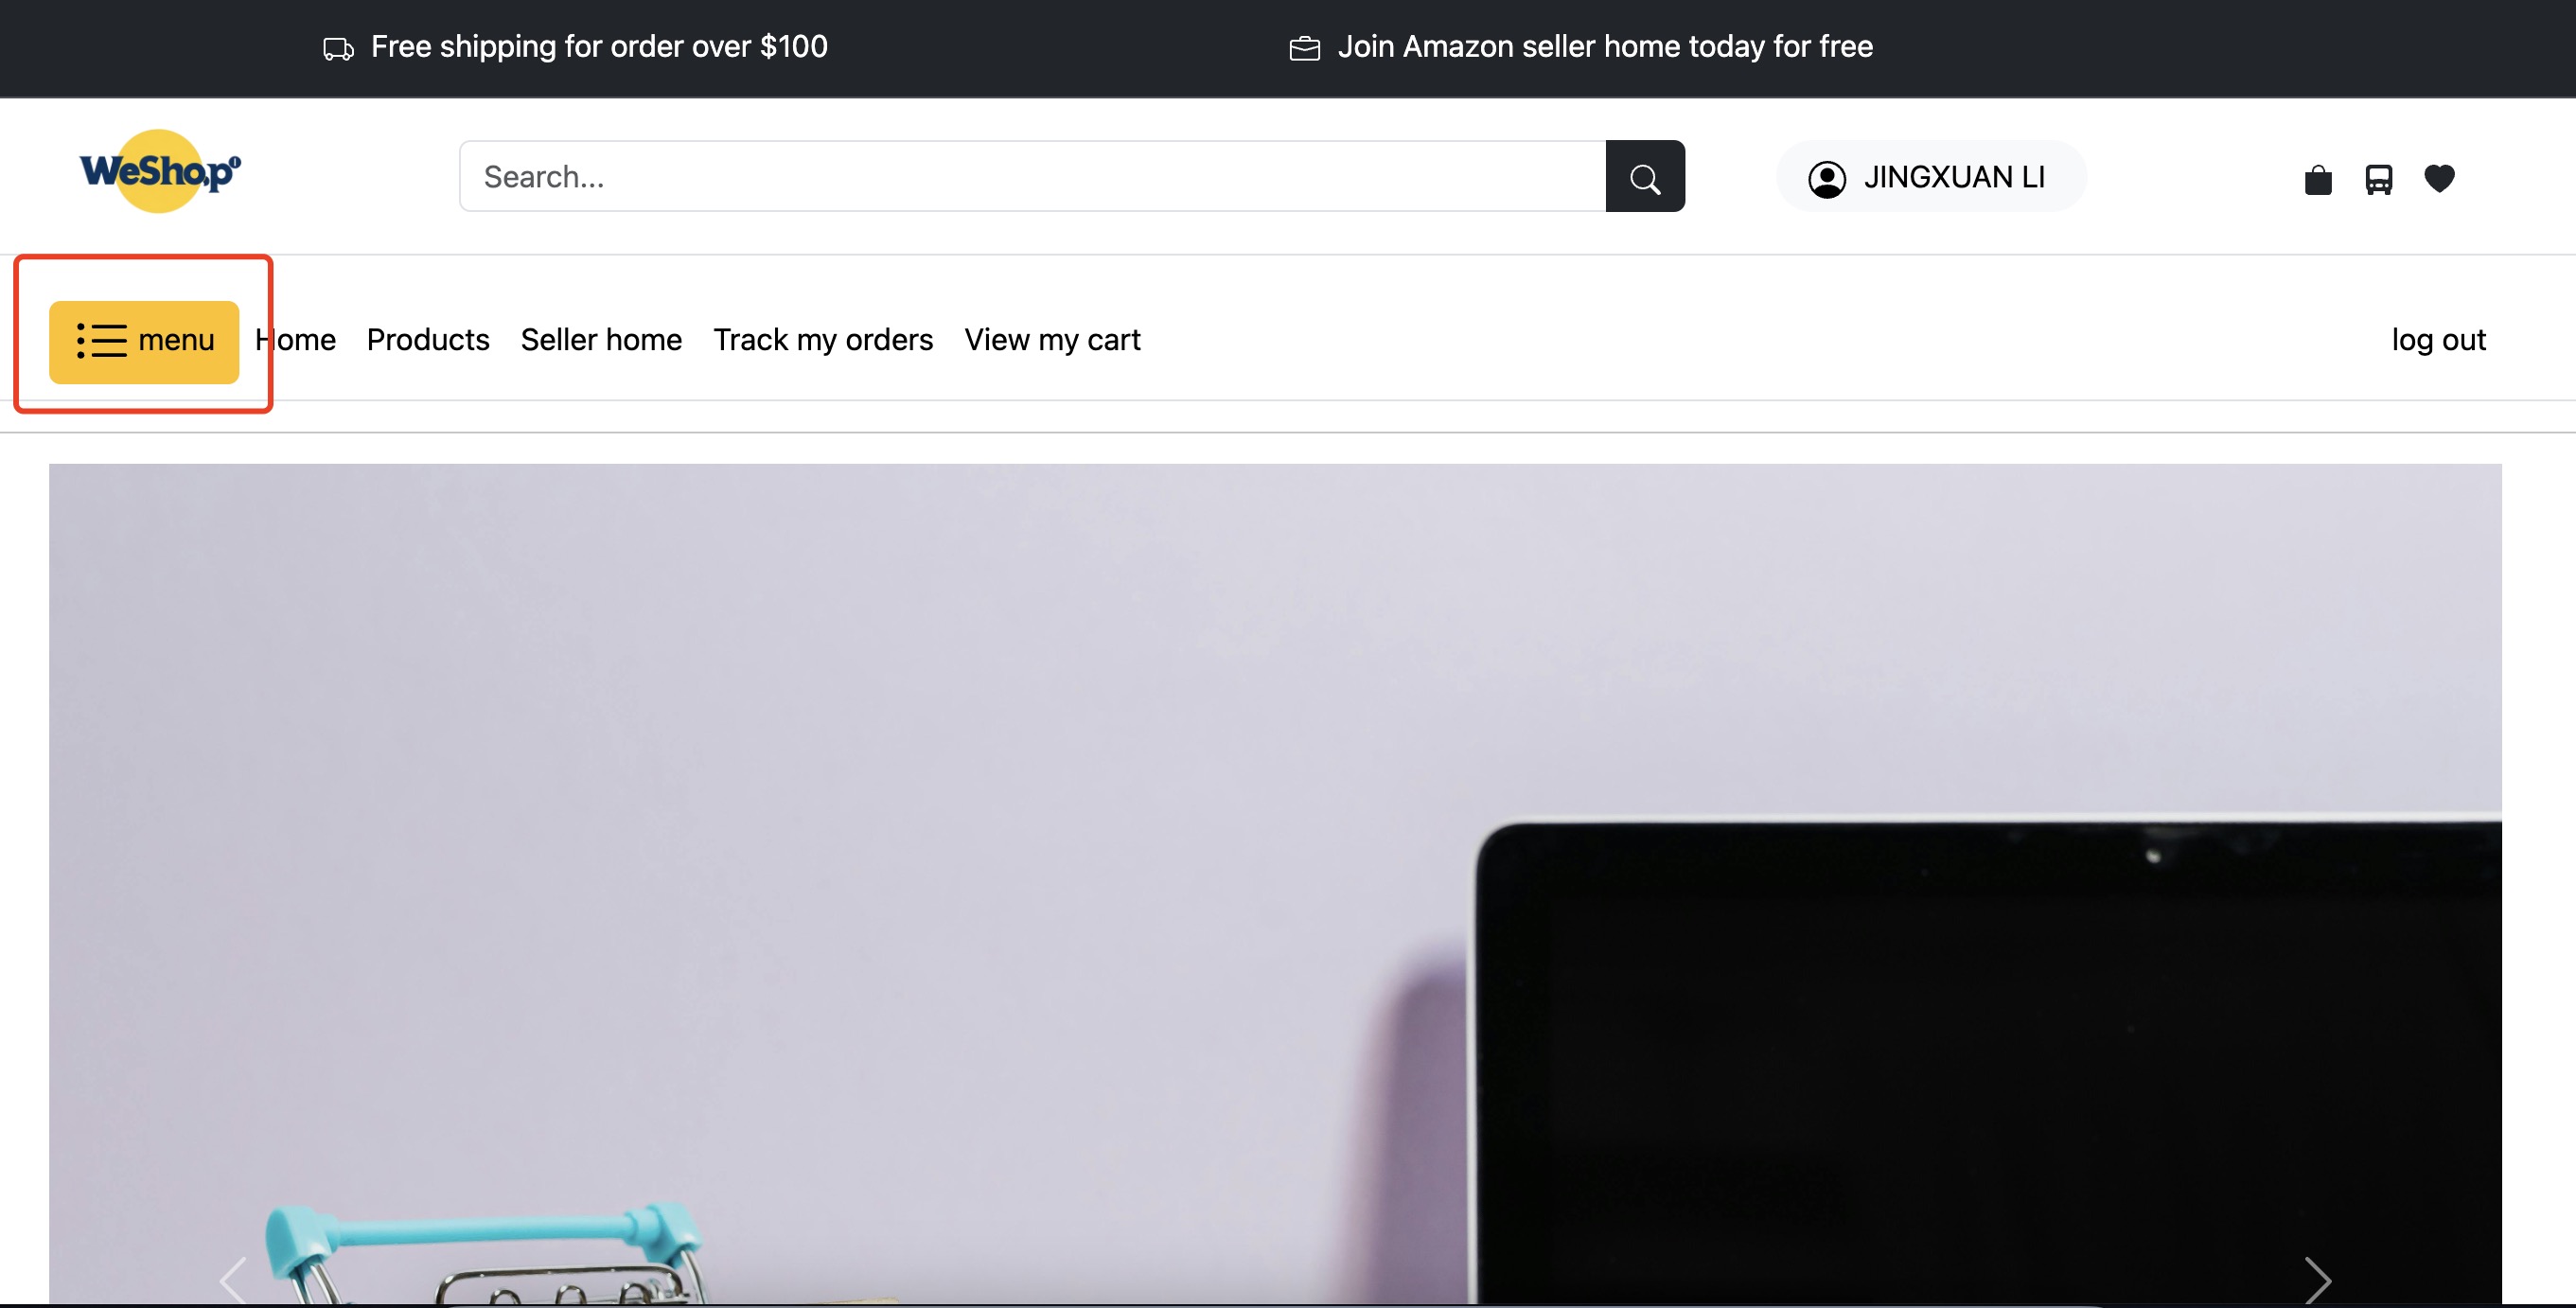 Free shipping for order over $100
Join Amazon seller home today for free
WeShop
Search...
JINGXUAN LI
menu
Home
Products
Seller home
Track my orders
View my cart
log out